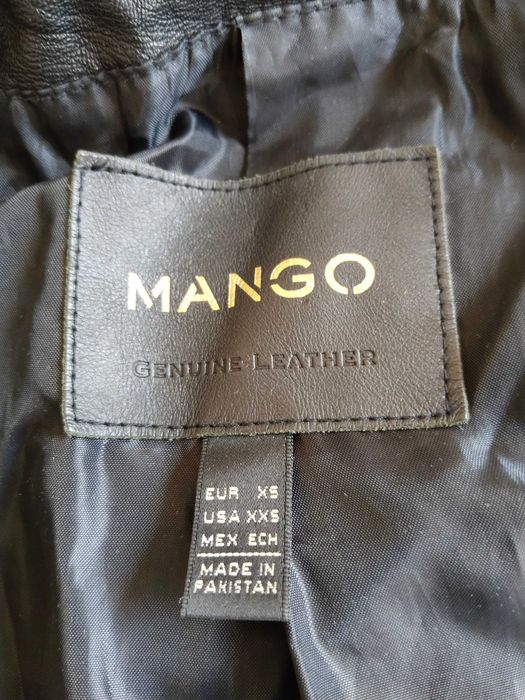 MANGO
GENUINE LEATHER
EUR XS
USA XXS
MEX ECH
MADE IN
PAKISTAN